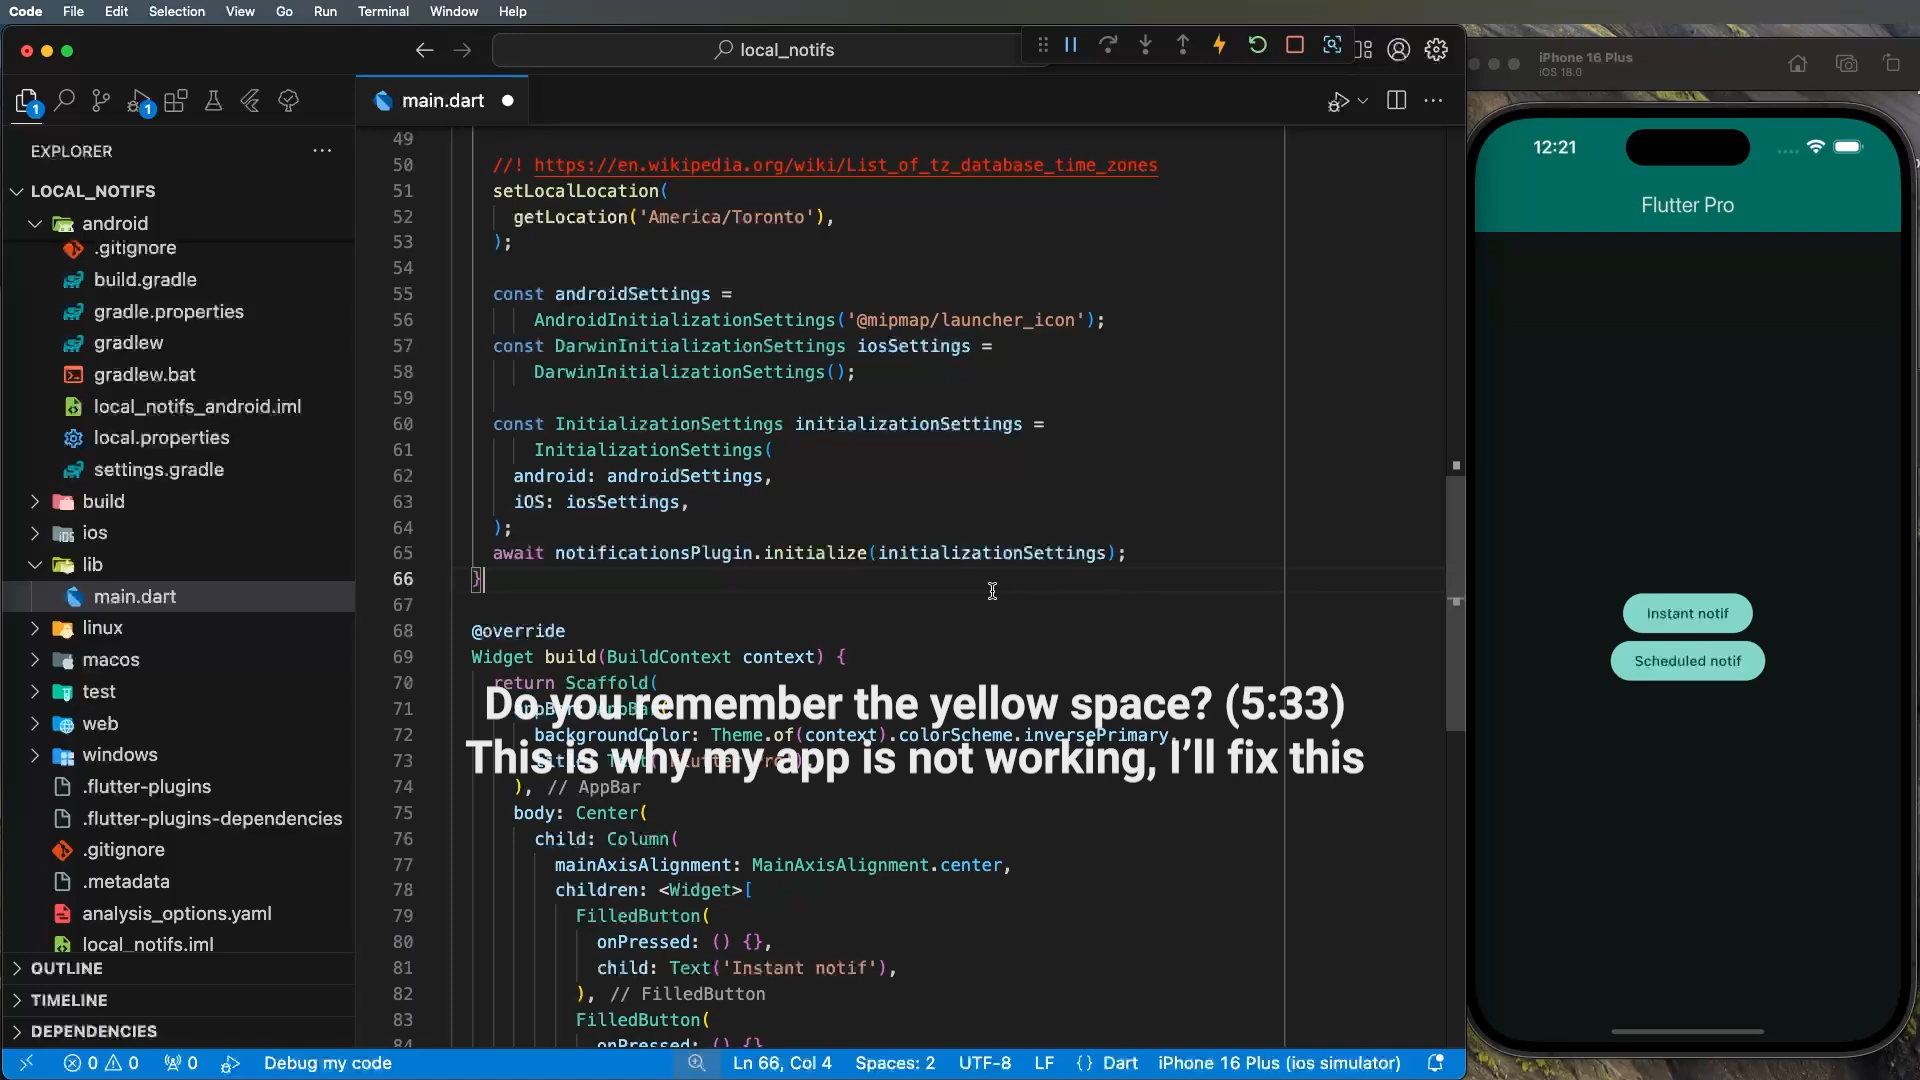 Code File Edit Selection View Go Run Terminal Window Help
local_notifs
iPhone 16 Plus
iOS 18.0
1
1
main.dart
EXPLORER
LOCAL_NOTIFS
android
.gitignore
build.gradle
gradle.properties
gradlew
gradlew.bat
local_notifs_android.iml
local.properties
settings.gradle
build
ios
lib
main.dart
linux
macos
test
web
windows
.flutter-plugins
.flutter-plugins-dependencies
.gitignore
.metadata
analysis_options.yaml
local_notifs.iml
OUTLINE
TIMELINE
DEPENDENCIES
49
50 //! https://en.wikipedia.org/wiki/List_of_tz_database_time_zones
51 setLocalLocation(
52 getLocation('America/Toronto'),
53 );
54
55 const androidSettings =
56 AndroidInitializationSettings('@mipmap/launcher_icon');
57 const DarwinInitializationSettings iosSettings =
58 DarwinInitializationSettings();
59
60 const InitializationSettings initializationSettings =
61 InitializationSettings(
62 android: androidSettings,
63 iOS: iosSettings,
64 );
65 await notificationsPlugin.initialize(initializationSettings);
66 }
67
68 @override
69 Widget build(BuildContext context) {
70 return Scaffold(
71
72 backgroundColor: Theme.of(context).colorScheme.inversePrimary,
73
74 ), // AppBar
75 body: Center(
76 child: Column(
77 mainAxisAlignment: MainAxisAlignment.center,
78 children: <Widget>[
79 FilledButton(
80 onPressed: () {},
81 child: Text('Instant notif'),
82 ), // FilledButton
83 FilledButton(
84 onPressed: () {}
Do you remember the yellow space? (5:33)
This is why my app is not working, I'll fix this
12:21
Flutter Pro
Instant notif
Scheduled notif
0 0 0 Debug my code Ln 66, Col 4 Spaces: 2 UTF-8 LF {} Dart iPhone 16 Plus (ios simulator)